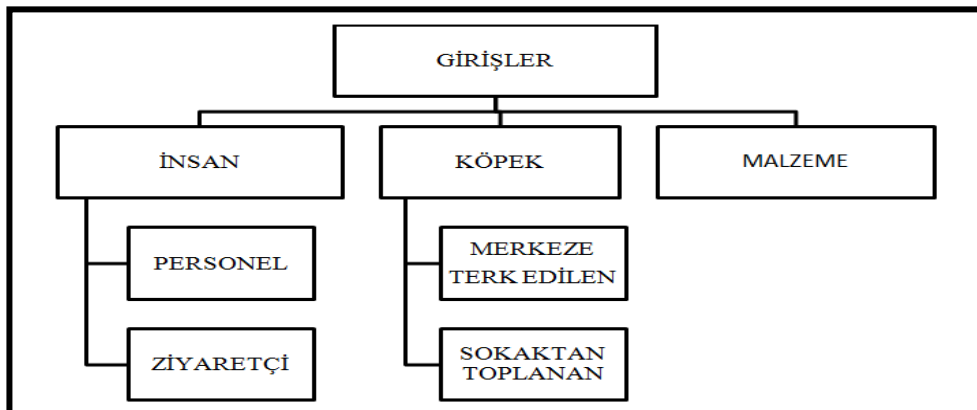 GİRİŞLER
İNSAN
KÖPEK
MALZEME
PERSONEL
MERKEZE
TERK EDİLEN
ZİYARETÇİ
SOKAKTAN
TOPLANAN